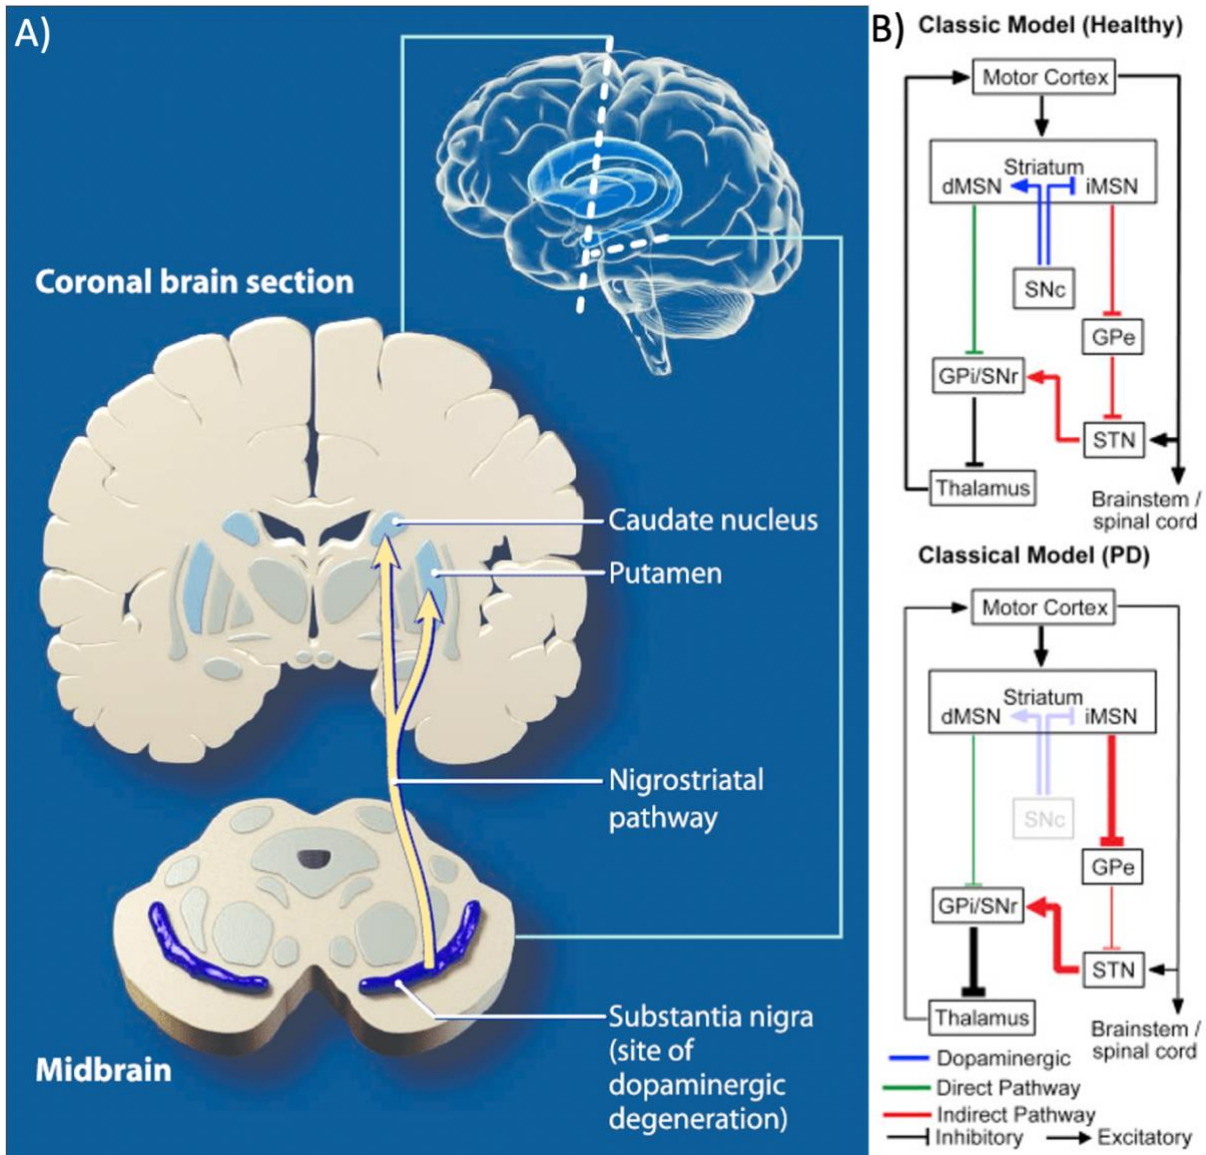 A)
Coronal brain section
Caudate nucleus
Putamen
Nigrostriatal
pathway
Substantia nigra
(site of
dopaminergic
degeneration)
Midbrain
B)
Classic Model (Healthy)
Motor Cortex
Striatum
dMSN
iMSN
SNc
GPe
GPi/SNr
STN
Thalamus
Brainstem /
spinal cord
Classical Model (PD)
Motor Cortex
Striatum
dMSN
iMSN
SNc
GPe
GPi/SNr
STN
Thalamus
Brainstem /
spinal cord
Dopaminergic
Direct Pathway
Indirect Pathway
Inhibitory
Excitatory